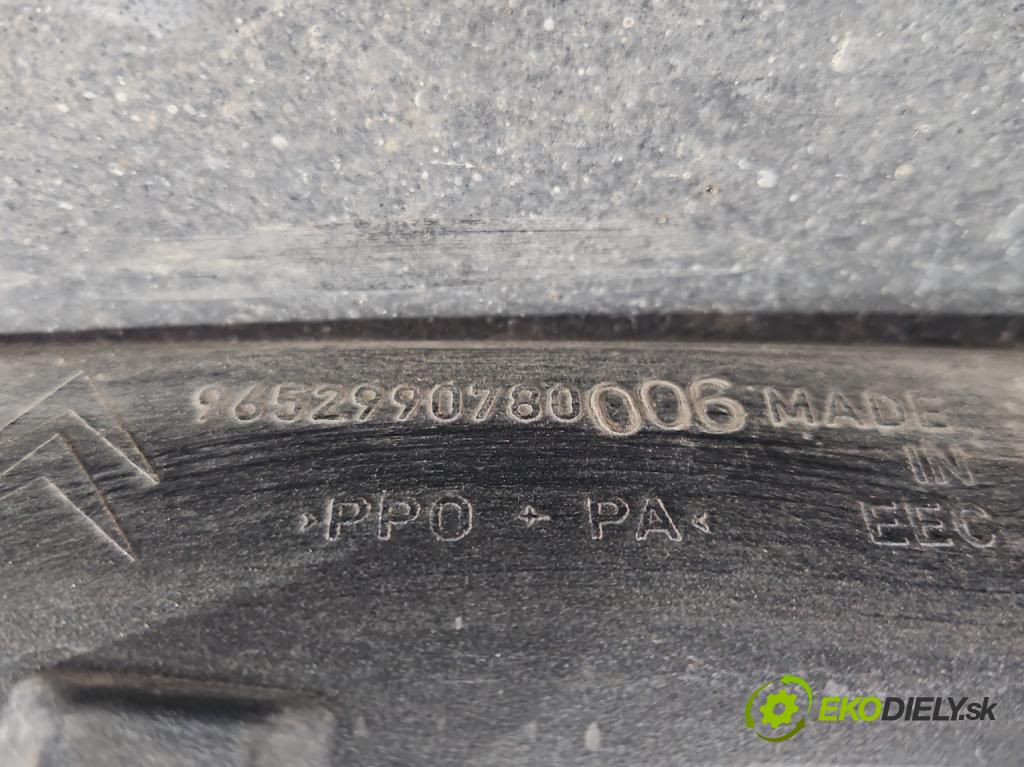 9652990780006 MADE
IN
>PPO + PA< EEC
EKODIELY.sk